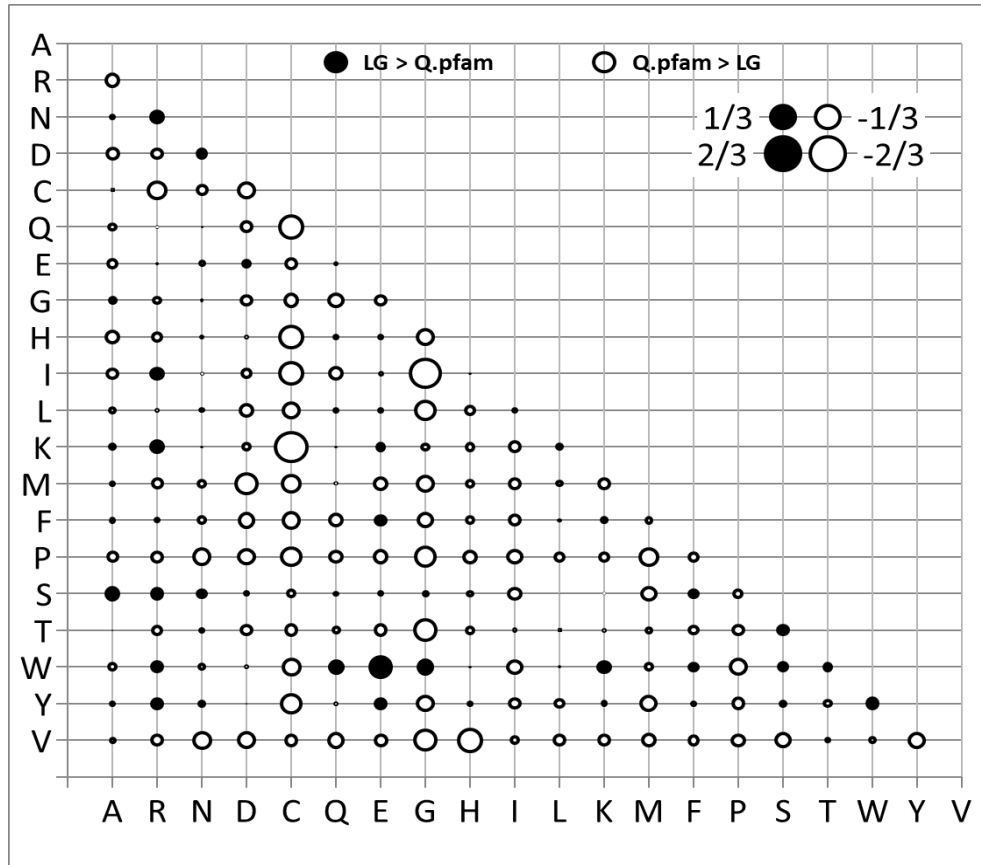 A
LG > Q.pfam Q.pfam > LG
R
N 1/3 -1/3
D 2/3 -2/3
C
Q
E
G
H
I
L
K
M
F
P
S
T
W
Y
V
A R N D C Q E G H I L K M F P S T W Y V